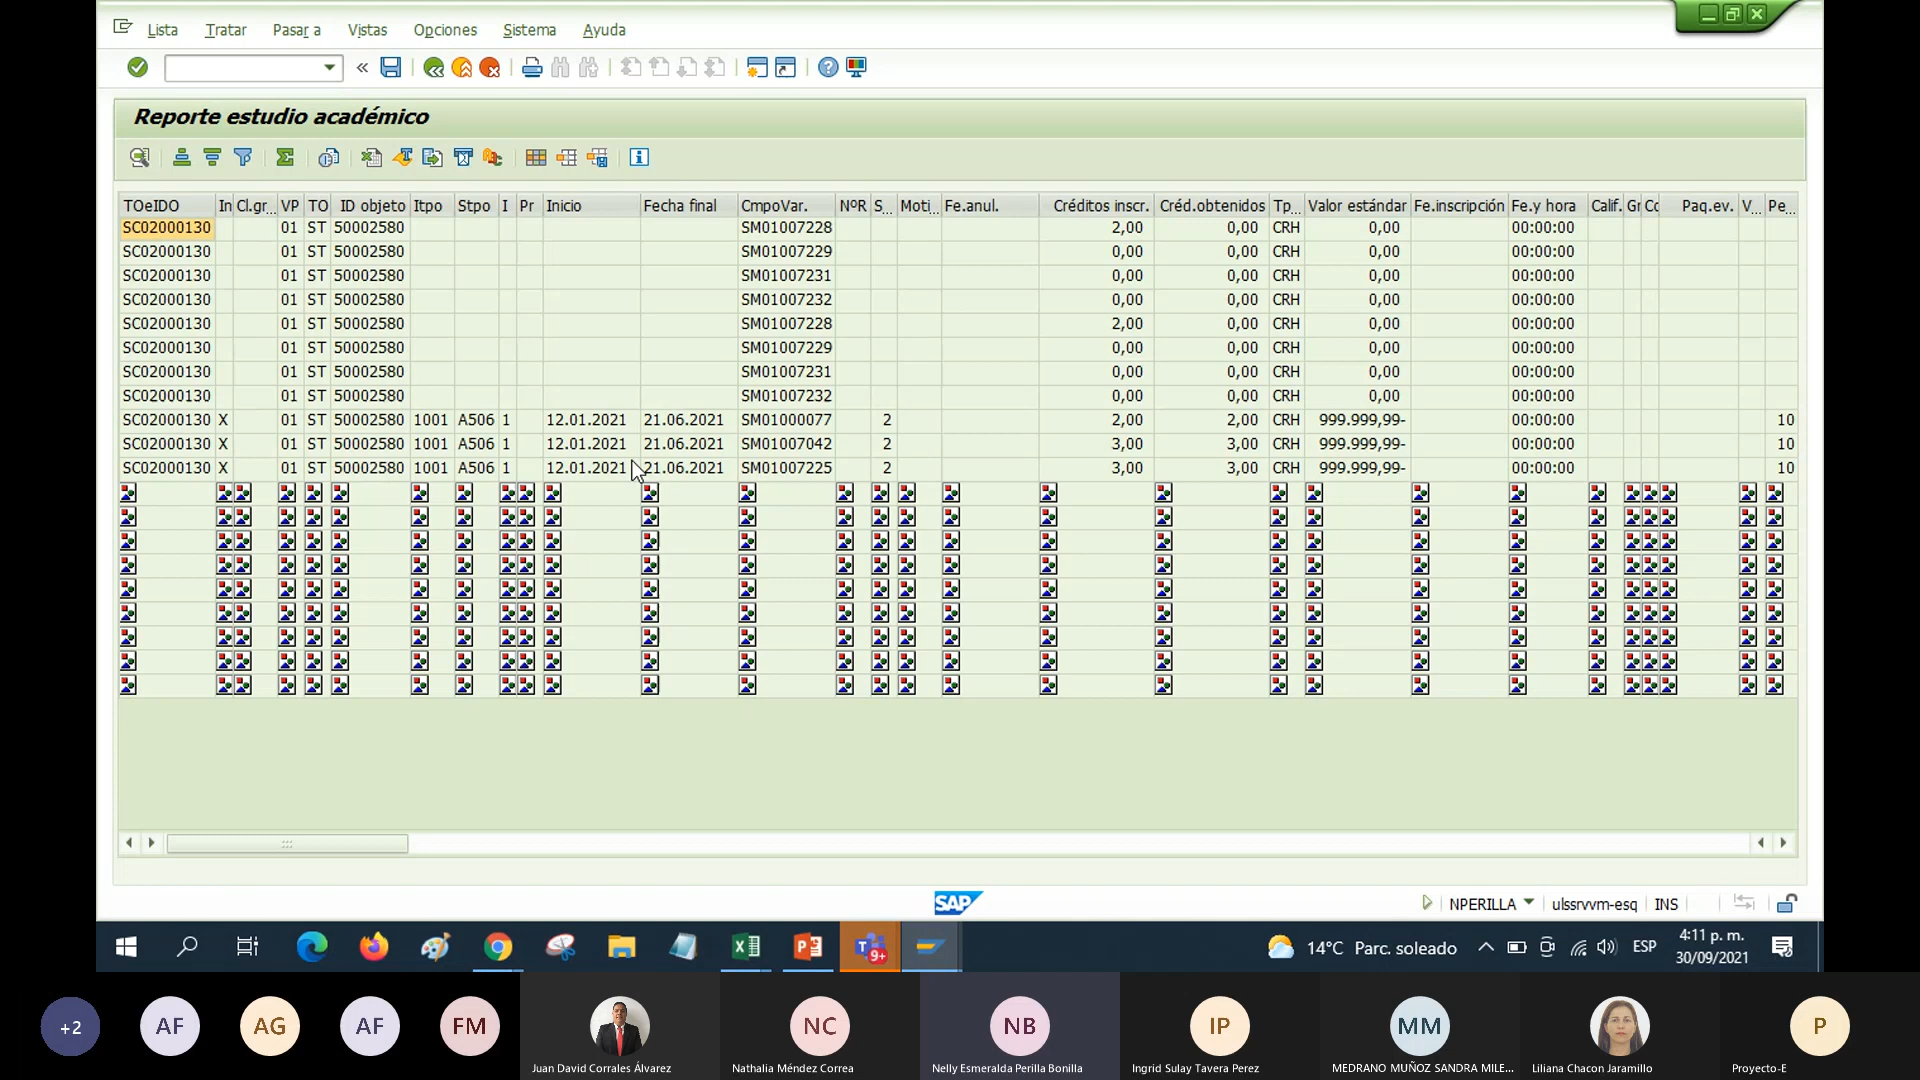 Lista Tratar Pasar a Vistas Opciones Sistema Ayuda
Reporte estudio académico
TOeIDO In Cl.gr... VP TO ID objeto Itpo Stpo I Pr Inicio Fecha final CmpoVar. NºR S... Moti... Fe.anul. Créditos inscr. Créd.obtenidos Tp... Valor estándar Fe.inscripción Fe.y hora Calif. Gr Co Paq.ev. V... Pe...
SC02000130 01 ST 50002580 SM01007228 2,00 0,00 CRH 0,00 00:00:00
SC02000130 01 ST 50002580 SM01007229 0,00 0,00 CRH 0,00 00:00:00
SC02000130 01 ST 50002580 SM01007231 0,00 0,00 CRH 0,00 00:00:00
SC02000130 01 ST 50002580 SM01007232 0,00 0,00 CRH 0,00 00:00:00
SC02000130 01 ST 50002580 SM01007228 2,00 0,00 CRH 0,00 00:00:00
SC02000130 01 ST 50002580 SM01007229 0,00 0,00 CRH 0,00 00:00:00
SC02000130 01 ST 50002580 SM01007231 0,00 0,00 CRH 0,00 00:00:00
SC02000130 01 ST 50002580 SM01007232 0,00 0,00 CRH 0,00 00:00:00
SC02000130 X 01 ST 50002580 1001 A506 1 12.01.2021 21.06.2021 SM01000077 2 2,00 2,00 CRH 999.999,99- 00:00:00 10
SC02000130 X 01 ST 50002580 1001 A506 1 12.01.2021 21.06.2021 SM01007042 2 3,00 3,00 CRH 999.999,99- 00:00:00 10
SC02000130 X 01 ST 50002580 1001 A506 1 12.01.2021 21.06.2021 SM01007225 2 3,00 3,00 CRH 999.999,99- 00:00:00 10
SAP NPERILLA ulssrvvm-esq INS
9+ 14°C Parc. soleado ESP 4:11 p. m.
30/09/2021
+2 AF AG AF FM NC NB IP MM P
Juan David Corrales Álvarez Nathalia Méndez Correa Nelly Esmeralda Perilla Bonilla Ingrid Sulay Tavera Perez MEDRANO MUÑOZ SANDRA MILE... Liliana Chacon Jaramillo Proyecto-E